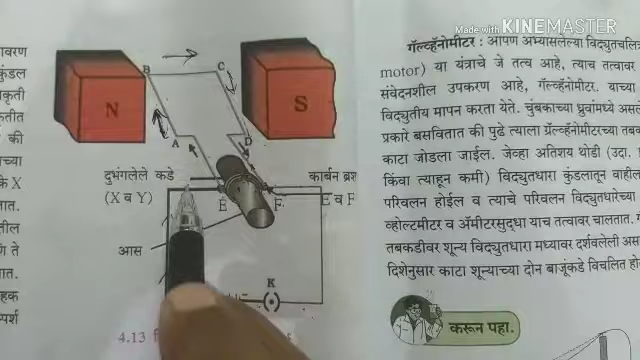 Made with KINEMASTER
गॅल्व्हॅनोमीटर : आपण अभ्यासलेल्या विद्युतचलित्र
motor) या यंत्राचे जे तत्व आहे, त्याच तत्वावर
संवेदनशील उपकरण आहे, गॅल्व्हॅनोमीटर. याच्या
विद्युतीय मापन करता येते. चुंबकाच्या ध्रुवांमध्ये
प्रकारे बसवितात की पुढे त्याला गॅल्व्हॅनोमीटरच्या
काटा जोडला जाईल. जेव्हा अतिशय थोडी (उदा.
किंवा त्याहून कमी) विद्युतधारा कुंडलातून
परिवलन होईल व त्याचे परिवलन विद्युतधारेच्या
व्होल्टमीटर व अ‍ॅमीटरसुद्धा याच तत्वावर चालतात.
तबकडीवर शून्य विद्युतधारा मध्यावर दर्शवलेली
दिशेनुसार काटा शून्याच्या दोन बाजूंकडे विचलित
करून पहा.
B
C
N
S
A
D
दुभंगलेले कडे
(X व Y)
कार्बन ब्रश
E व F
E
F
आस
K
4.13